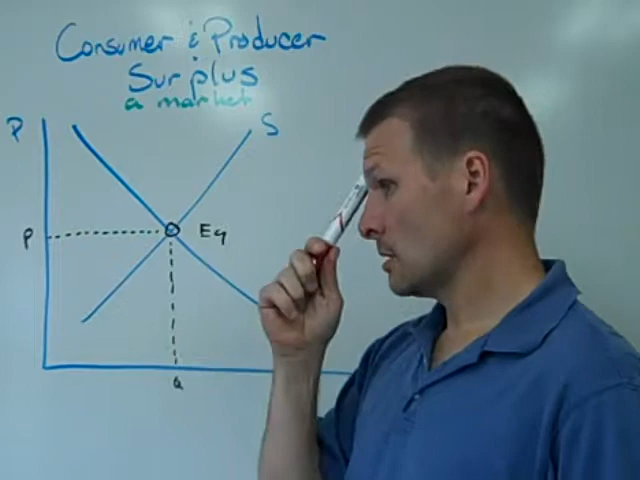 Consumer & Producer
Surplus
a market
P
S
P
Eq
Q